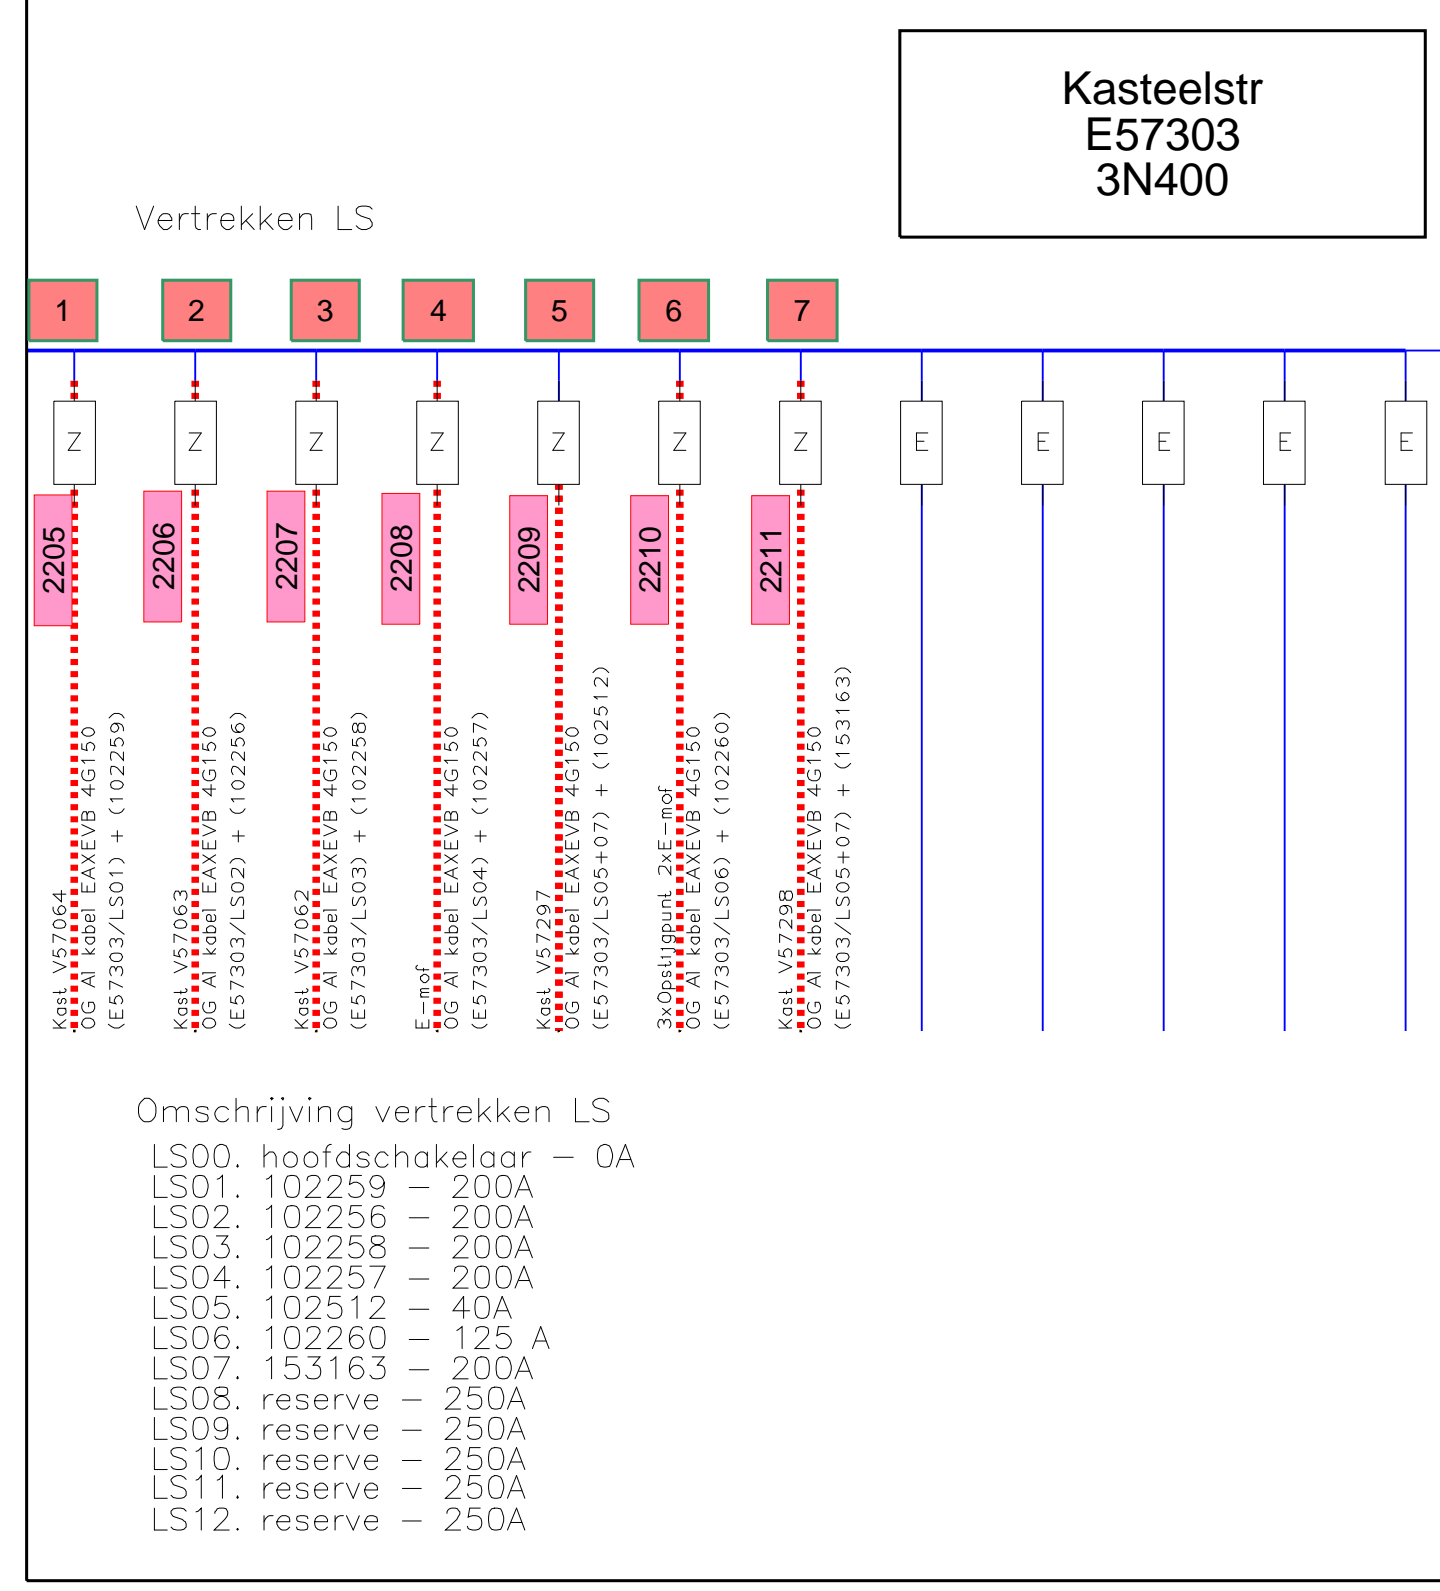 Kasteelstr
E57303
3N400
Vertrekken LS
1 2 3 4 5 6 7
Z Z Z Z Z Z Z E E E E E
2205 2206 2207 2208 2209 2210 2211
Kast V57064
OG Al kabel EAXEVB 4G150
(E57303/LS01) + (102259)
Kast V57063
OG Al kabel EAXEVB 4G150
(E57303/LS02) + (102256)
Kast V57062
OG Al kabel EAXEVB 4G150
(E57303/LS03) + (102258)
E-mof
OG Al kabel EAXEVB 4G150
(E57303/LS04) + (102257)
Kast V57297
OG Al kabel EAXEVB 4G150
(E57303/LS05+07) + (102512)
3xOpstijgpunt 2xE-mof
OG Al kabel EAXEVB 4G150
(E57303/LS06) + (102260)
Kast V57298
OG Al kabel EAXEVB 4G150
(E57303/LS05+07) + (153163)
Omschrijving vertrekken LS
LS00. hoofdschakelaar - 0A
LS01. 102259 - 200A
LS02. 102256 - 200A
LS03. 102258 - 200A
LS04. 102257 - 200A
LS05. 102512 - 40A
LS06. 102260 - 125 A
LS07. 153163 - 200A
LS08. reserve - 250A
LS09. reserve - 250A
LS10. reserve - 250A
LS11. reserve - 250A
LS12. reserve - 250A